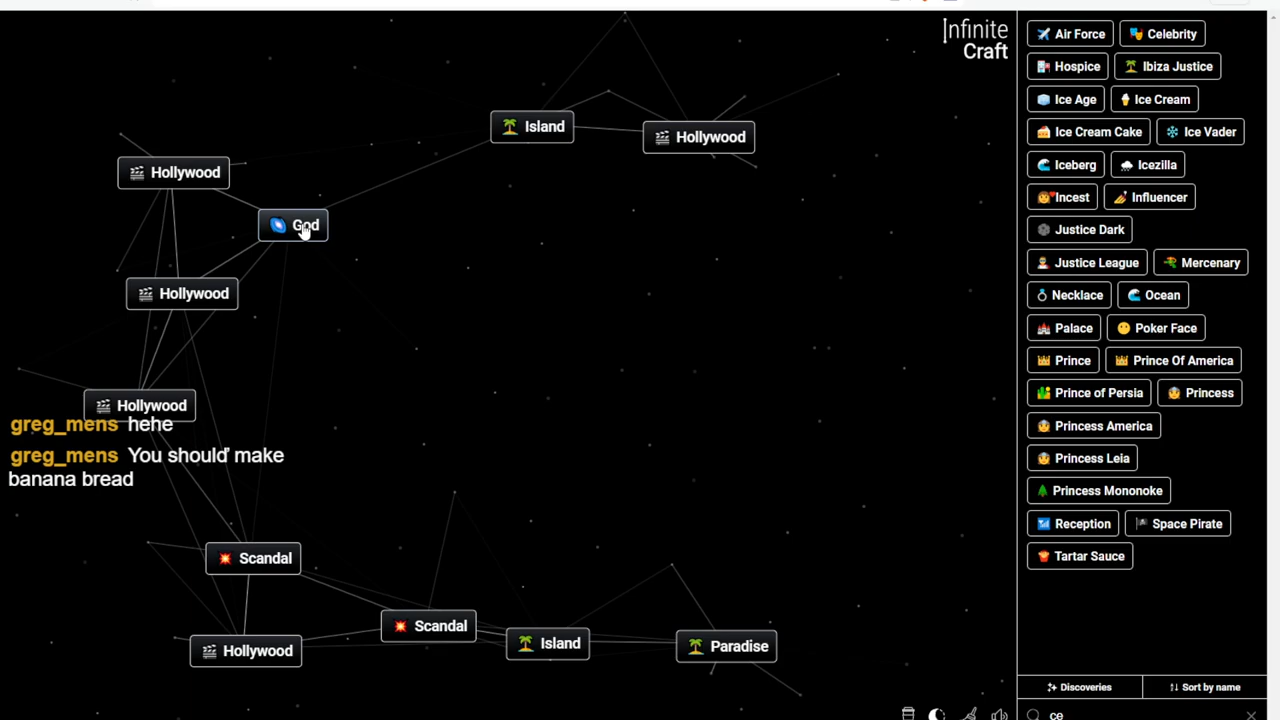 Infinite
Craft
Island
Hollywood
Hollywood
God
Hollywood
Hollywood
greg_mens hehe
greg_mens You should make
banana bread
Scandal
Scandal
Hollywood
Island
Paradise
Air Force Celebrity
Hospice Ibiza Justice
Ice Age Ice Cream
Ice Cream Cake Ice Vader
Iceberg Icezilla
Incest Influencer
Justice Dark
Justice League Mercenary
Necklace Ocean
Palace Poker Face
Prince Prince Of America
Prince of Persia Princess
Princess America
Princess Leia
Princess Mononoke
Reception Space Pirate
Tartar Sauce
Discoveries Sort by name
ce